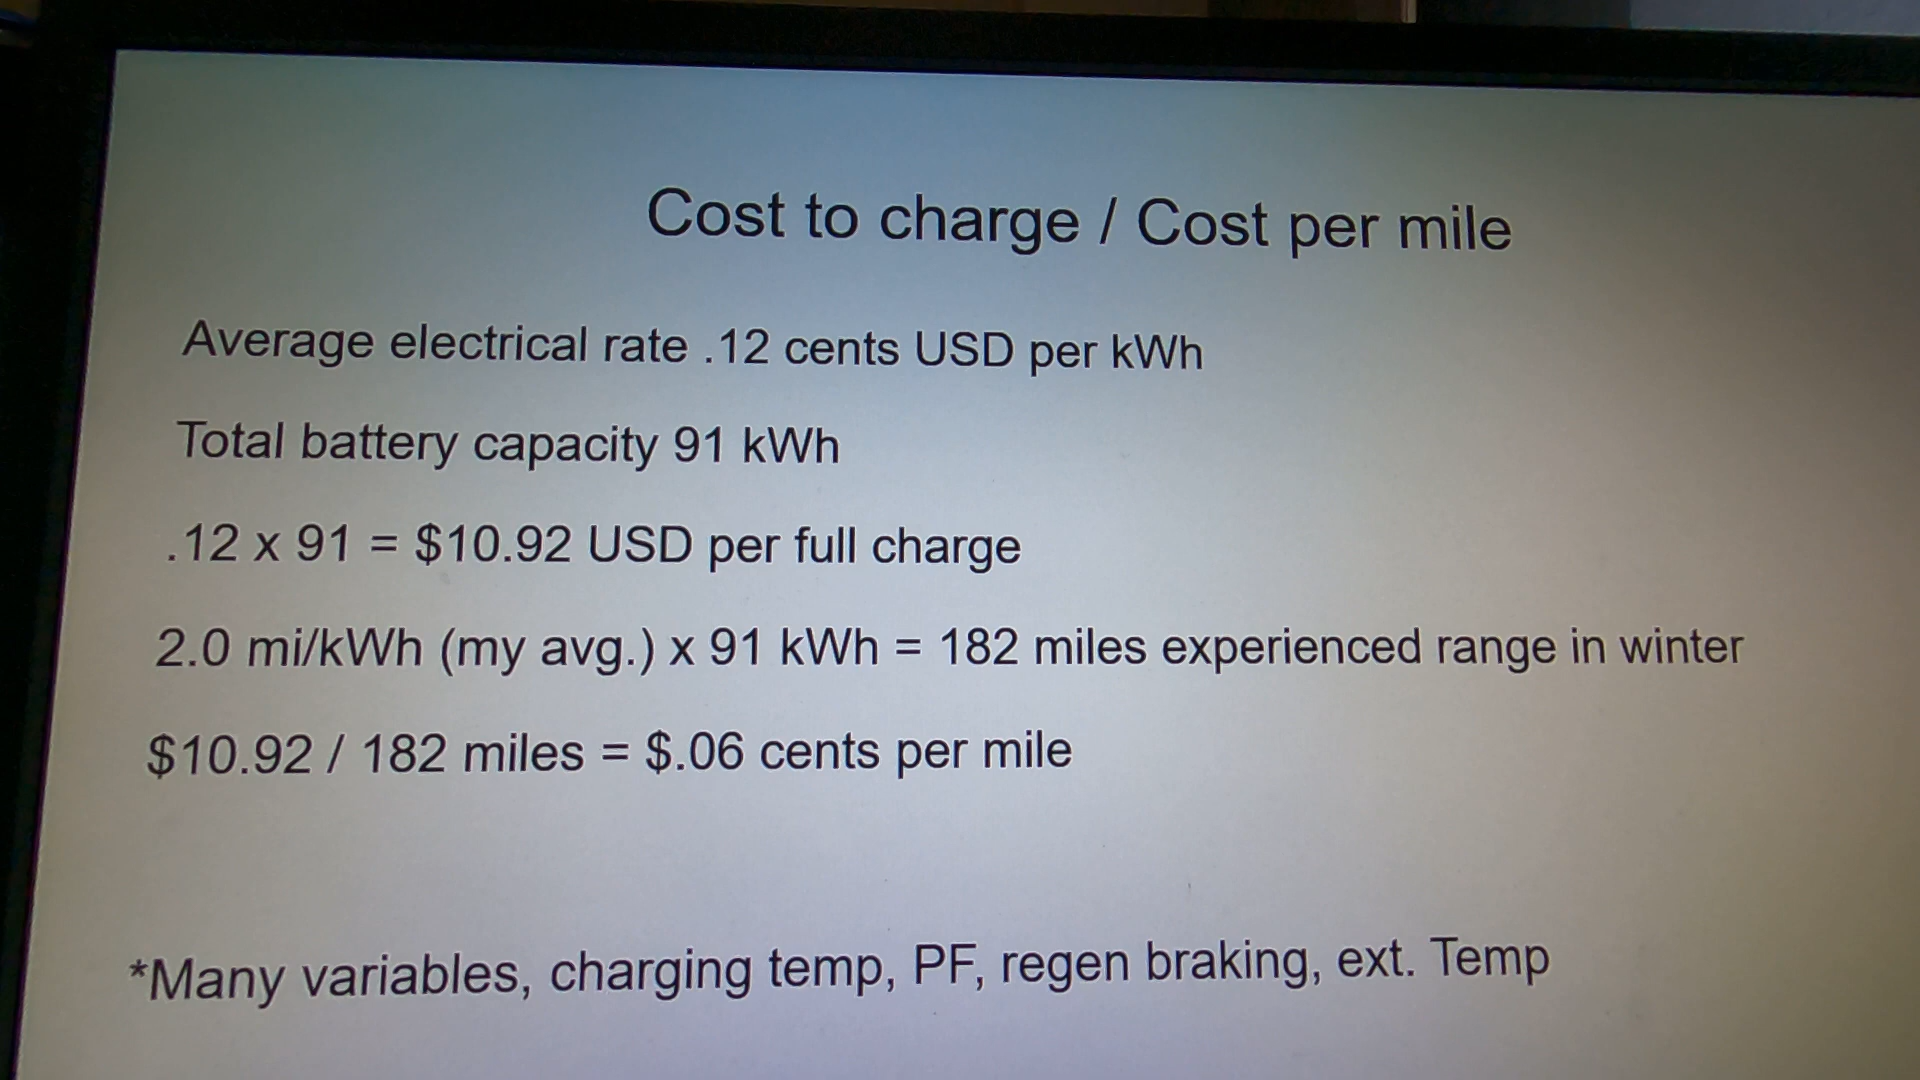 Cost to charge / Cost per mile
Average electrical rate .12 cents USD per kWh
Total battery capacity 91 kWh
.12 x 91 = $10.92 USD per full charge
2.0 mi/kWh (my avg.) x 91 kWh = 182 miles experienced range in winter
$10.92 / 182 miles = $.06 cents per mile
*Many variables, charging temp, PF, regen braking, ext. Temp